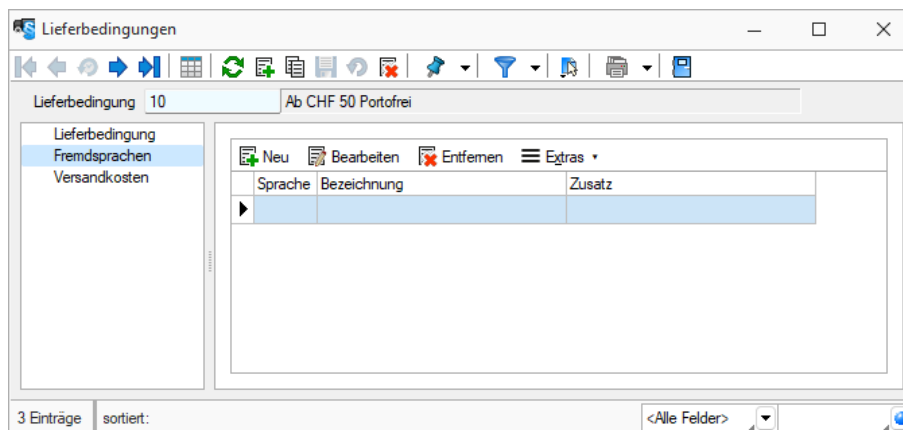 Lieferbedingungen
Lieferbedingung 10 Ab CHF 50 Portofrei
Lieferbedingung
Fremdsprachen
Versandkosten
Neu Bearbeiten Entfernen Extras
Sprache Bezeichnung Zusatz
3 Einträge sortiert: <Alle Felder>